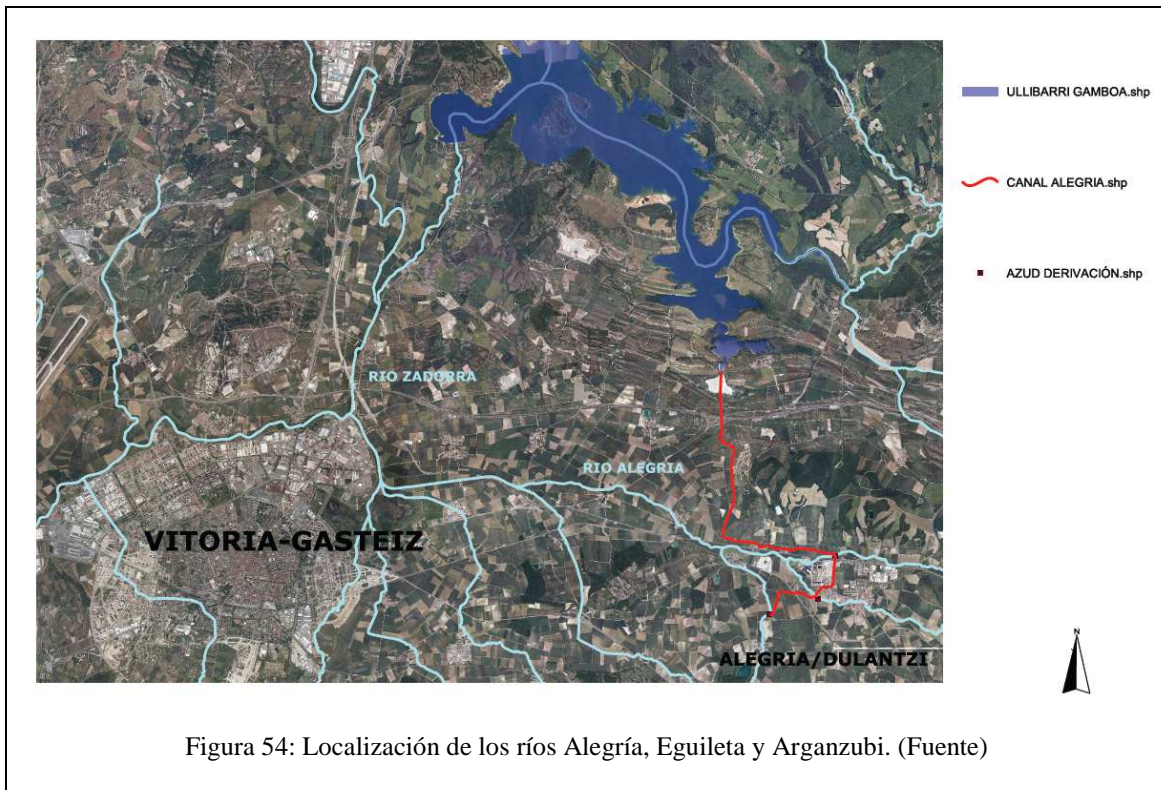 ULLIBARRI GAMBOA.shp
CANAL ALEGRIA.shp
AZUD DERIVACIÓN.shp
RIO ZADORRA
RIO ALEGRIA
VITORIA-GASTEIZ
ALEGRIA/DULANTZI
N
Figura 54: Localización de los ríos Alegría, Eguileta y Arganzubi. (Fuente)